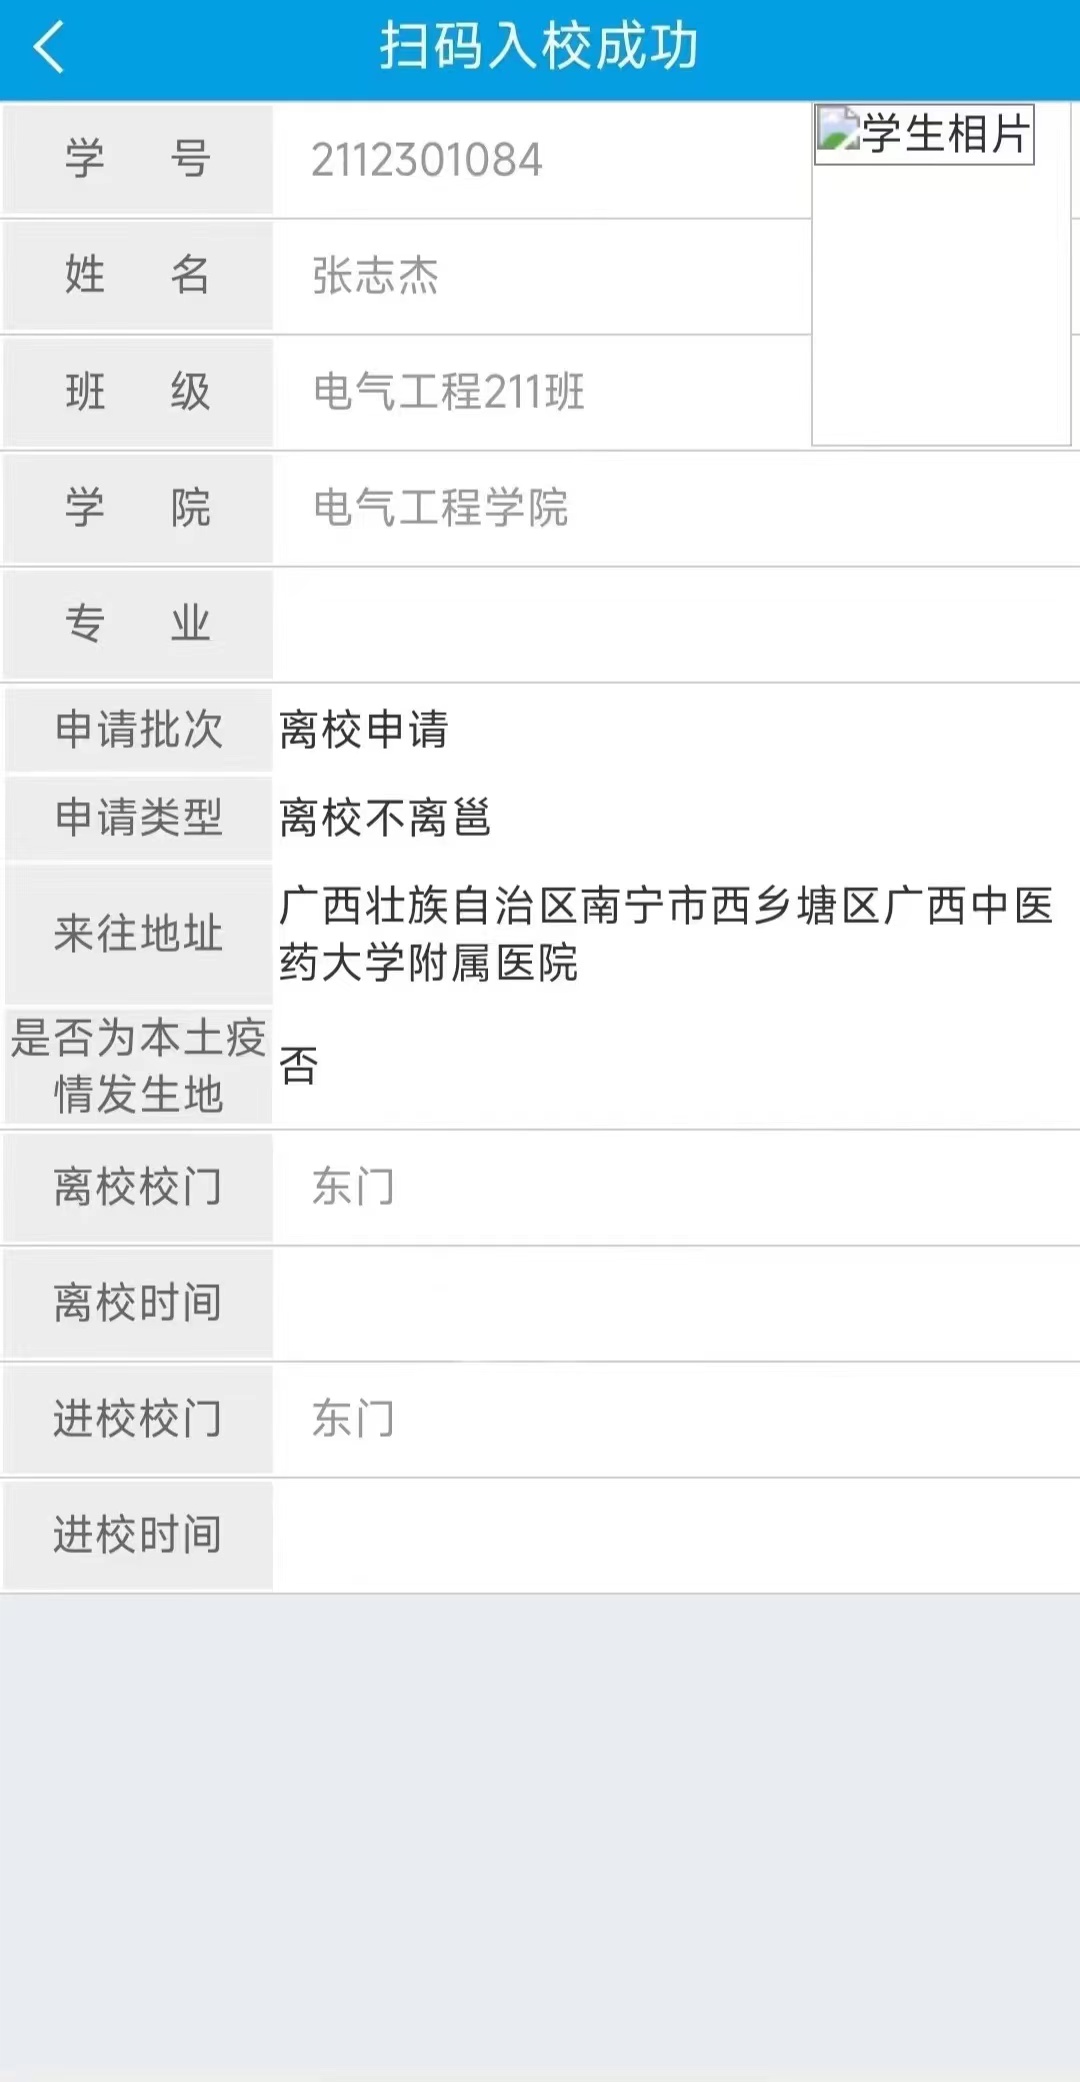 扫码入校成功
学 号 2112301084
学生相片
姓 名 张志杰
班 级 电气工程211班
学 院 电气工程学院
专 业
申请批次 离校申请
申请类型 离校不离邕
来往地址 广西壮族自治区南宁市西乡塘区广西中医
药大学附属医院
是否为本土疫
情发生地 否
离校校门 东门
离校时间
进校校门 东门
进校时间